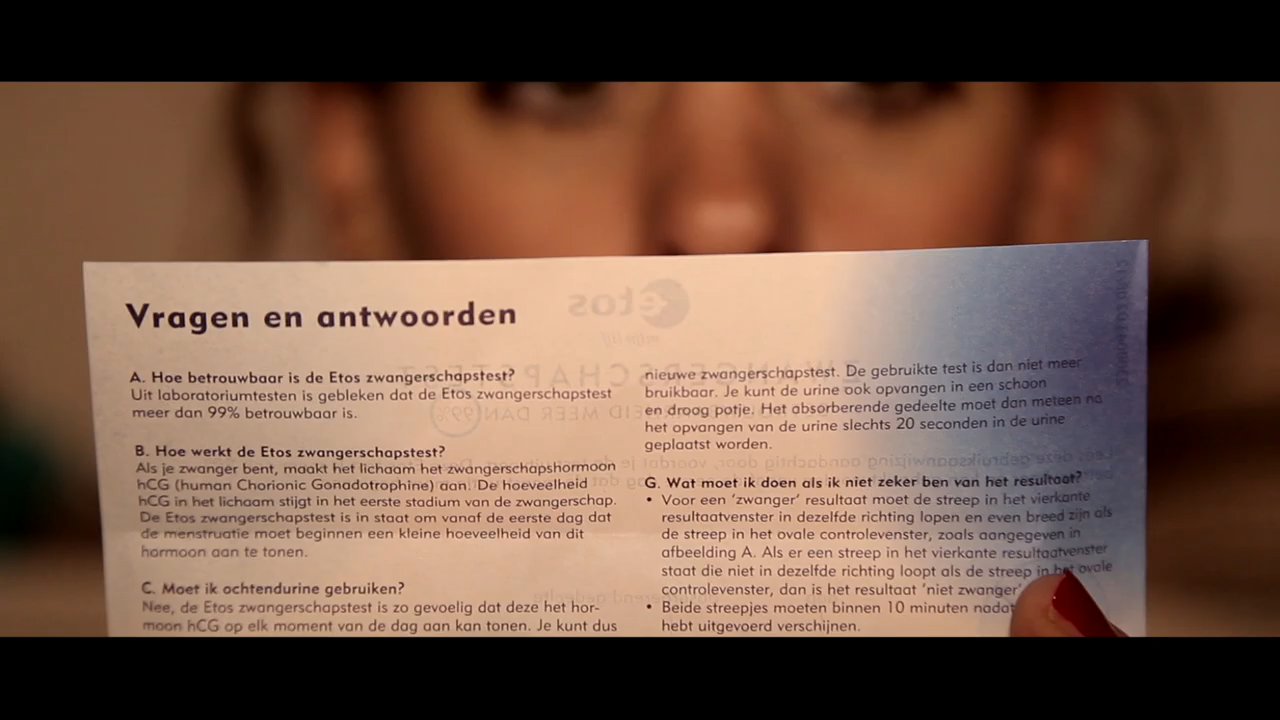 Vragen en antwoorden
A. Hoe betrouwbaar is de Etos zwangerschapstest?
Uit laboratoriumtesten is gebleken dat de Etos zwangerschapstest
meer dan 99% betrouwbaar is.
B. Hoe werkt de Etos zwangerschapstest?
Als je zwanger bent, maakt het lichaam het zwangerschapshormoon
hCG (human Chorionic Gonadotrophine) aan. De hoeveelheid
hCG in het lichaam stijgt in het eerste stadium van de zwangerschap.
De Etos zwangerschapstest is in staat om vanaf de eerste dag dat
de menstruatie moet beginnen een kleine hoeveelheid van dit
hormoon aan te tonen.
C. Moet ik ochtendurine gebruiken?
Nee, de Etos zwangerschapstest is zo gevoelig dat deze het hor-
moon hCG op elk moment van de dag aan kan tonen. Je kunt dus
nieuwe zwangerschapstest. De gebruikte test is dan niet meer
bruikbaar. Je kunt de urine ook opvangen in een schoon
en droog potje. Het absorberende gedeelte moet dan meteen na
het opvangen van de urine slechts 20 seconden in de urine
geplaatst worden.
G. Wat moet ik doen als ik niet zeker ben van het resultaat?
• Voor een ‘zwanger’ resultaat moet de streep in het vierkante
resultaatvenster in dezelfde richting lopen en even breed zijn als
de streep in het ovale controlevenster, zoals aangegeven in
afbeelding A. Als er een streep in het vierkante resultaatvenster
staat die niet in dezelfde richting loopt als de streep in het ovale
controlevenster, dan is het resultaat ‘niet zwanger’
• Beide streepjes moeten binnen 10 minuten nadat
hebt uitgevoerd verschijnen.
etos
ZWANGERSCHAPSTEST
MEER DAN 99%